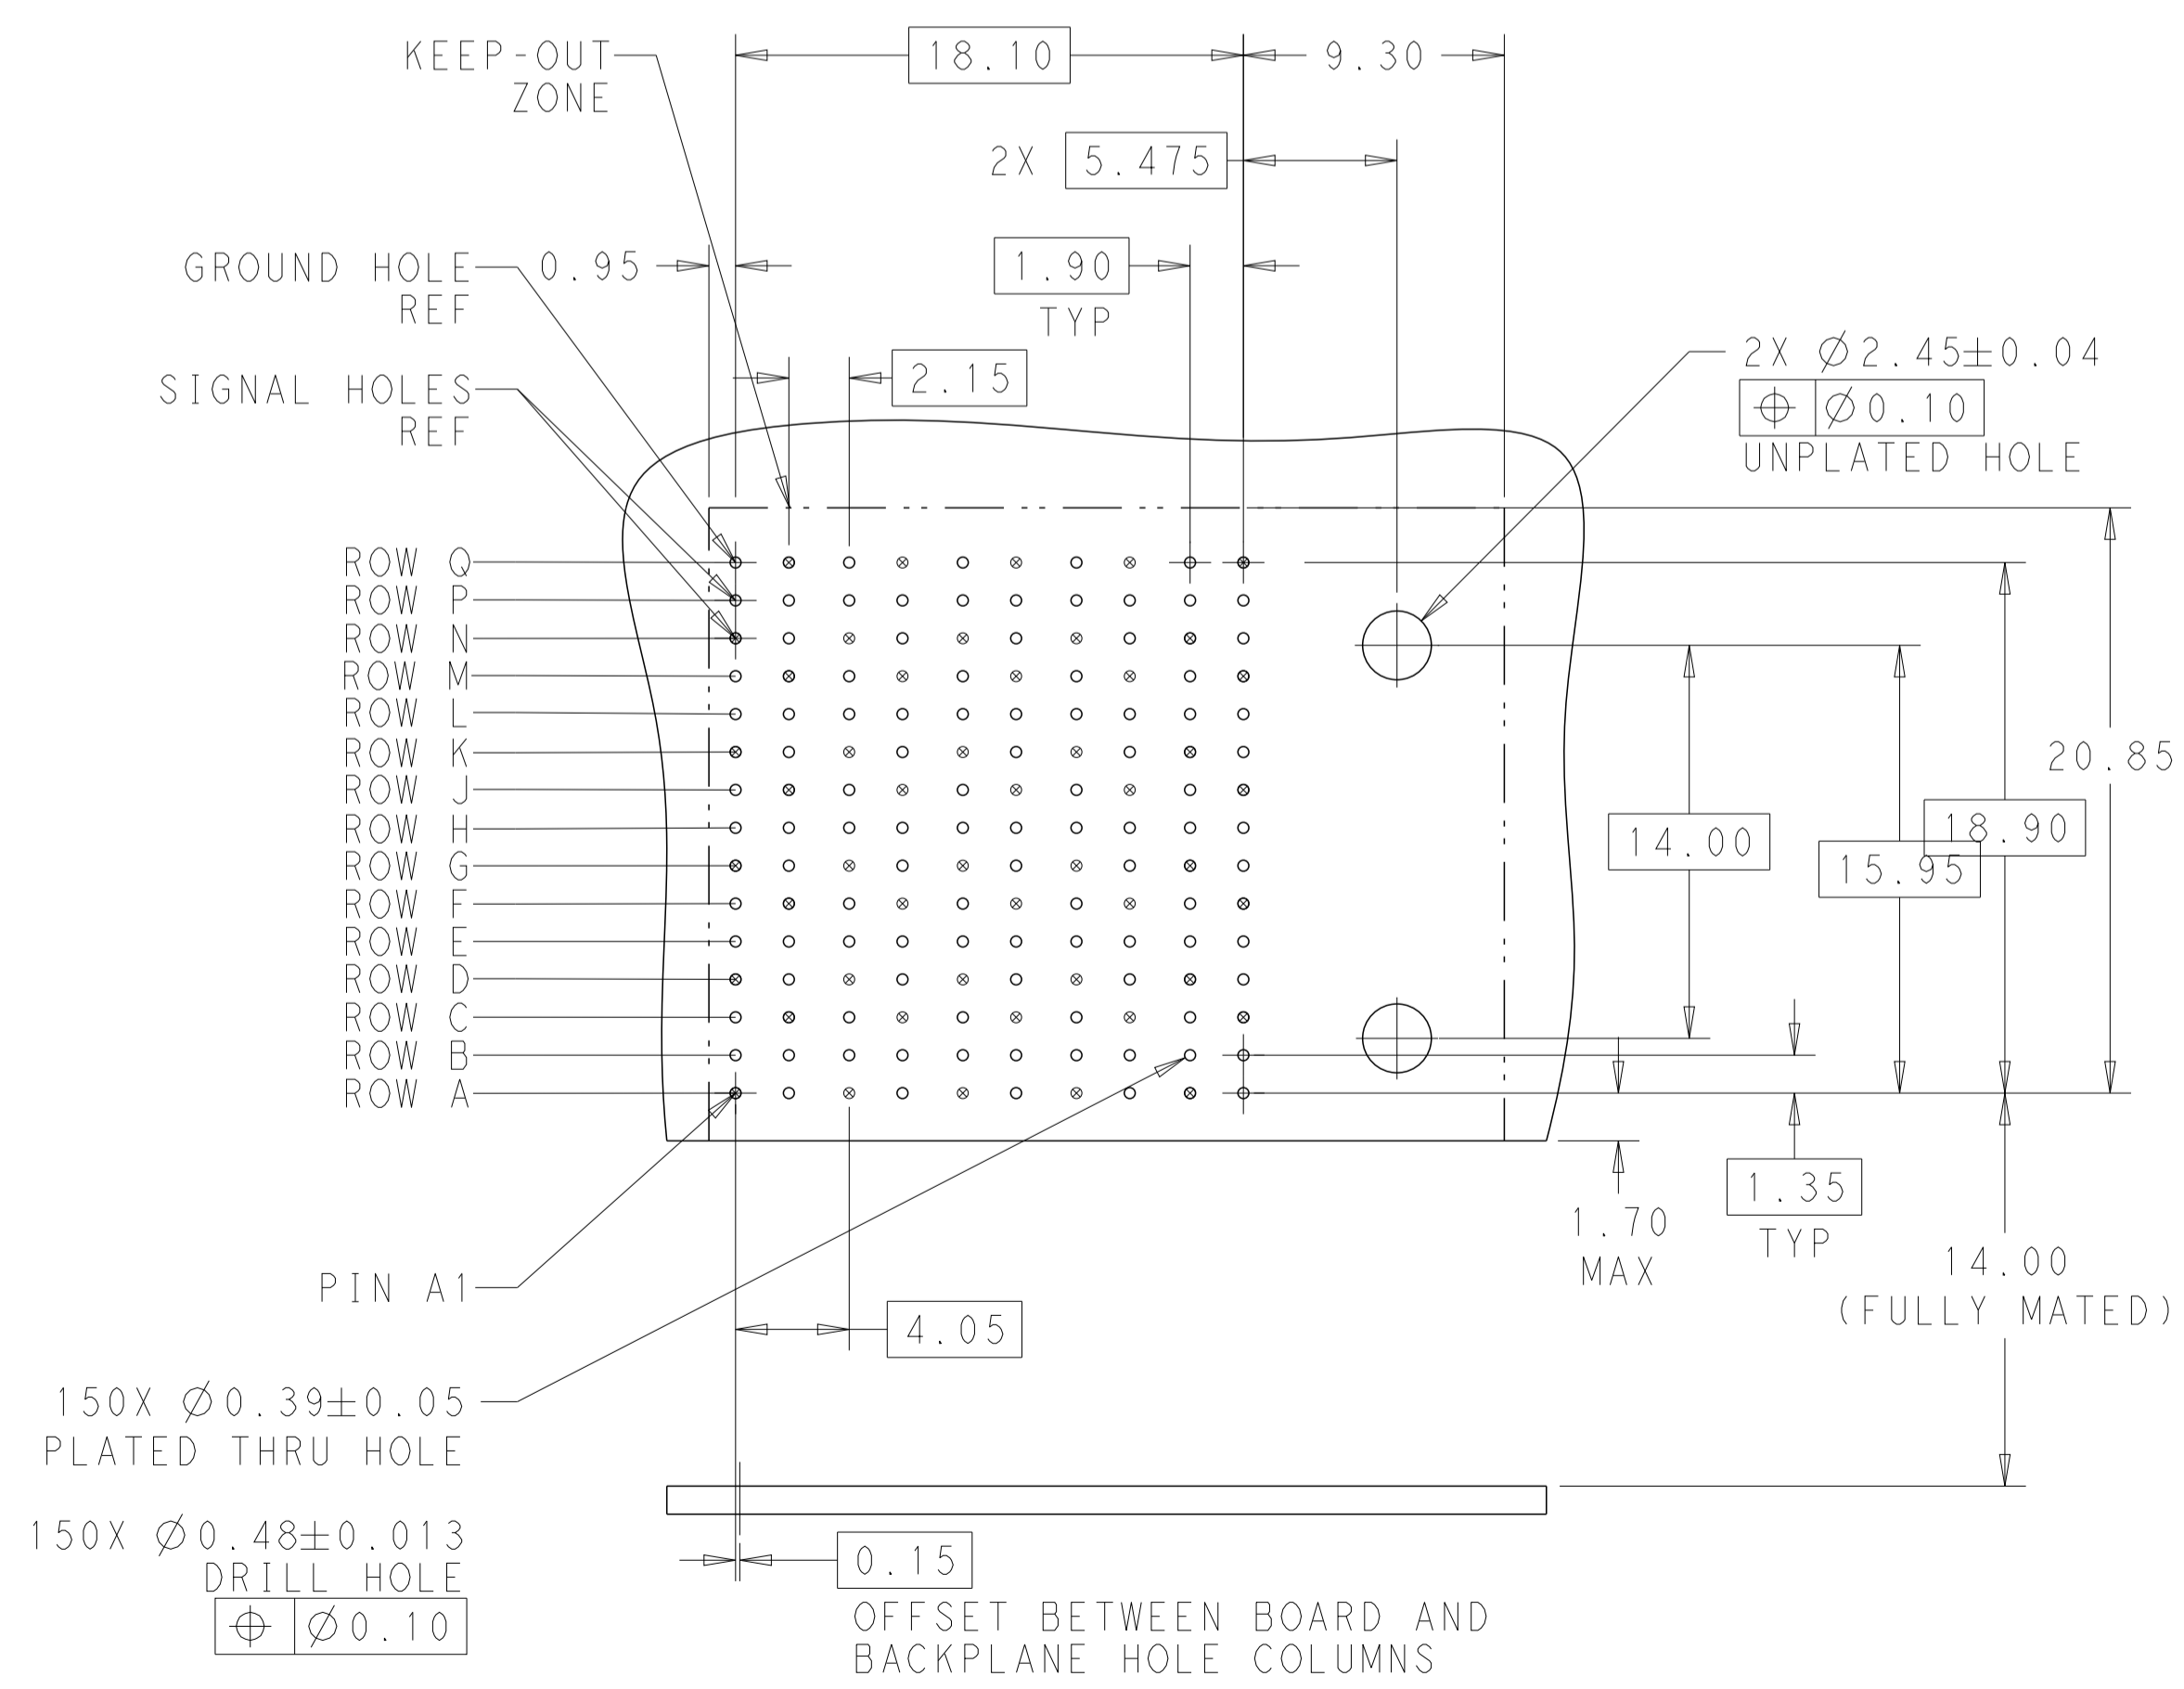 KEEP-OUT
ZONE
18.10
9.30
2X 5.475
GROUND HOLE
REF
0.95
1.90
TYP
SIGNAL HOLES
REF
2.15
2X Ø2.45±0.04
⌖ Ø0.10
UNPLATED HOLE
ROW Q
ROW P
ROW N
ROW M
ROW L
ROW K
ROW J
ROW H
ROW G
ROW F
ROW E
ROW D
ROW C
ROW B
ROW A
20.85
18.90
14.00
15.95
1.35
TYP
1.70
MAX
14.00
(FULLY MATED)
PIN A1
4.05
150X Ø0.39±0.05
PLATED THRU HOLE
150X Ø0.48±0.013
DRILL HOLE
⌖ Ø0.10
0.15
OFFSET BETWEEN BOARD AND
BACKPLANE HOLE COLUMNS